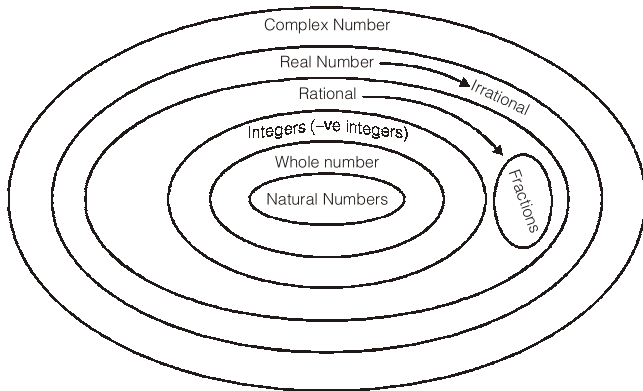 Complex Number
Real Number
Irrational
Rational
Integers (–ve integers)
Whole number
Natural Numbers
Fractions